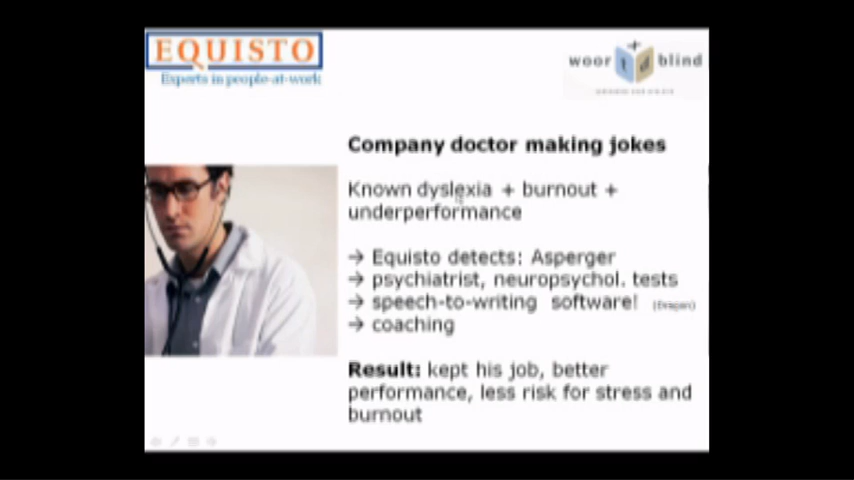 EQUISTO
Experts in people-at-work
woor t d blind
Company doctor making jokes
Known dyslexia + burnout +
underperformance
→ Equisto detects: Asperger
→ psychiatrist, neuropsychol. tests
→ speech-to-writing software!
→ coaching
Result: kept his job, better
performance, less risk for stress and
burnout